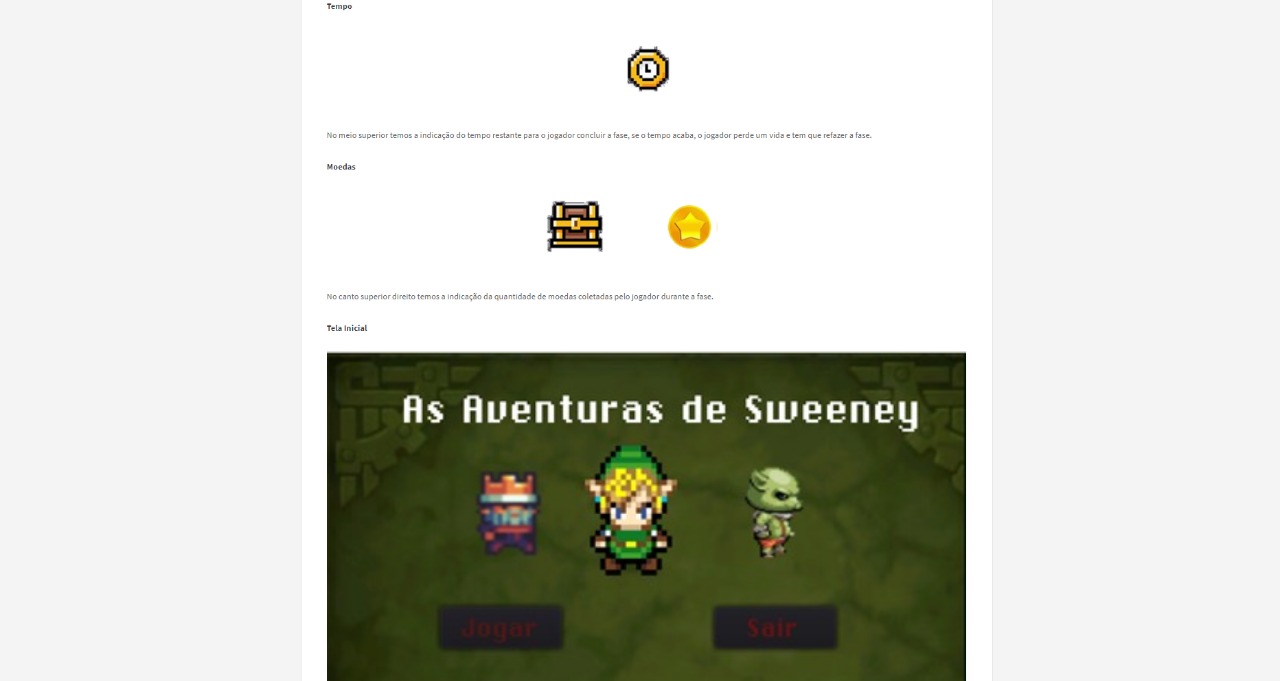 Tempo
No meio superior temos a indicação do tempo restante para o jogador concluir a fase, se o tempo acaba, o jogador perde um vida e tem que refazer a fase.
Moedas
No canto superior direito temos a indicação da quantidade de moedas coletadas pelo jogador durante a fase.
Tela Inicial
As Aventuras de Sweeney
Jogar
Sair